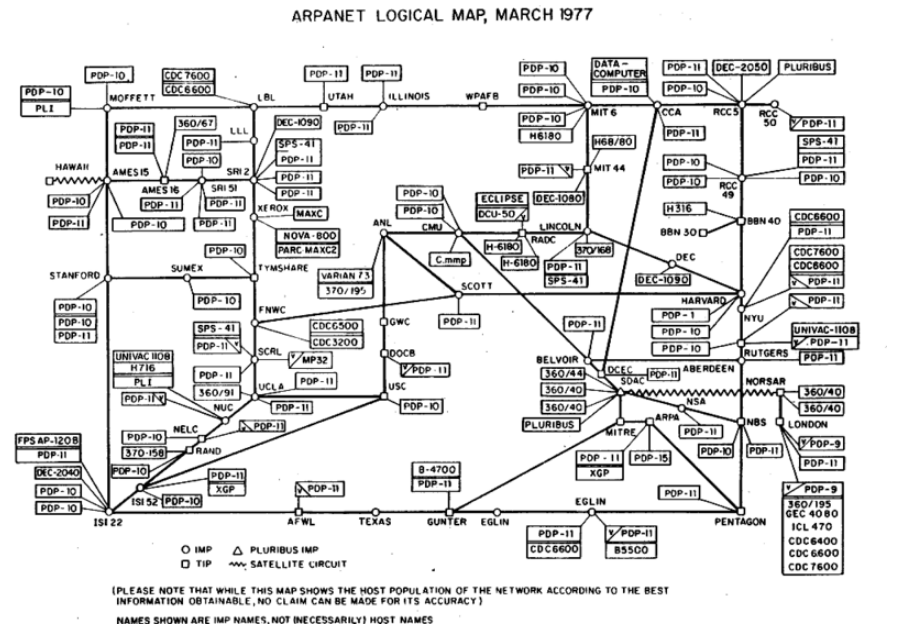 ARPANET LOGICAL MAP, MARCH 1977
PDP-10
CDC7600
CDC6600
PDP-11
PDP-11
PDP-10
DATA-
COMPUTER
PDP-10
PDP-11
DEC-2050
PLURIBUS
PDP-10
PLI
MOFFETT
LBL
UTAH
ILLINOIS
WPAFB
PDP-10
PDP-10
H6180
MIT 6
CCA
PDP-10
RCC5
RCC
50
PDP-11
PDP-11
PDP-11
PDP-11
360/67
LLL
PDP-11
PDP-10
DEC-1090
SPS-41
PDP-11
PDP-11
PDP-11
PDP-11
H68/80
SPS-41
PDP-11
HAWAII
AMES15
AMES16
SRI 51
SRI 2
PDP-11
MIT 44
DEC-1080
PDP-10
PDP-10
RCC
49
PDP-10
PDP-11
PDP-10
PDP-11
PDP-11
PDP-11
XEROX
MAXC
NOVA-800
PARC-MAXC2
PDP-10
PDP-10
CMU
C.mmp
ECLIPSE
DCU-50
RADC
H-6180
H-6180
LINCOLN
370/168
PDP-11
SPS-41
H316
BBN 40
BBN 30
CDC6600
PDP-11
CDC7600
CDC6600
PDP-11
PDP-11
ANL
VARIAN 73
370/195
DEC
DEC-1090
STANFORD
SUMEX
PDP-10
TYMSHARE
PDP-10
PDP-10
PDP-10
PDP-11
SCOTT
PDP-11
HARVARD
PDP-1
PDP-10
PDP-10
NYU
FNWC
CDC6500
CDC3200
GWC
SPS-41
PDP-11
SCRL
MP32
DOCB
PDP-11
PDP-11
UNIVAC-1108
PDP-11
RUTGERS
PDP-11
UNIVAC 1108
H716
PLI
PDP-11
PDP-11
360/91
UCLA
PDP-11
PDP-11
USC
PDP-10
BELVOIR
360/44
360/40
360/40
PLURIBUS
DCEC
PDP-11
ABERDEEN
SDAC
NORSAR
360/40
360/40
NUC
PDP-11
NELC
PDP-10
370-158
RAND
PDP-10
NSA
PDP-11
ARPA
MITRE
PDP-11
XGP
PDP-15
NBS
PDP-10
PDP-11
LONDON
PDP-9
PDP-11
FPS AP-120B
PDP-11
DEC-2040
PDP-10
PDP-10
ISI 22
ISI 52
PDP-10
PDP-11
XGP
PDP-11
AFWL
TEXAS
B-4700
PDP-11
GUNTER
EGLIN
EGLIN
PDP-11
CDC6600
PDP-11
B5500
PDP-11
PENTAGON
PDP-9
360/195
GEC 4080
ICL 470
CDC6400
CDC6600
CDC7600
IMP
PLURIBUS IMP
TIP
SATELLITE CIRCUIT
(PLEASE NOTE THAT WHILE THIS MAP SHOWS THE HOST POPULATION OF THE NETWORK ACCORDING TO THE BEST
INFORMATION OBTAINABLE, NO CLAIM CAN BE MADE FOR ITS ACCURACY)
NAMES SHOWN ARE IMP NAMES, NOT (NECESSARILY) HOST NAMES